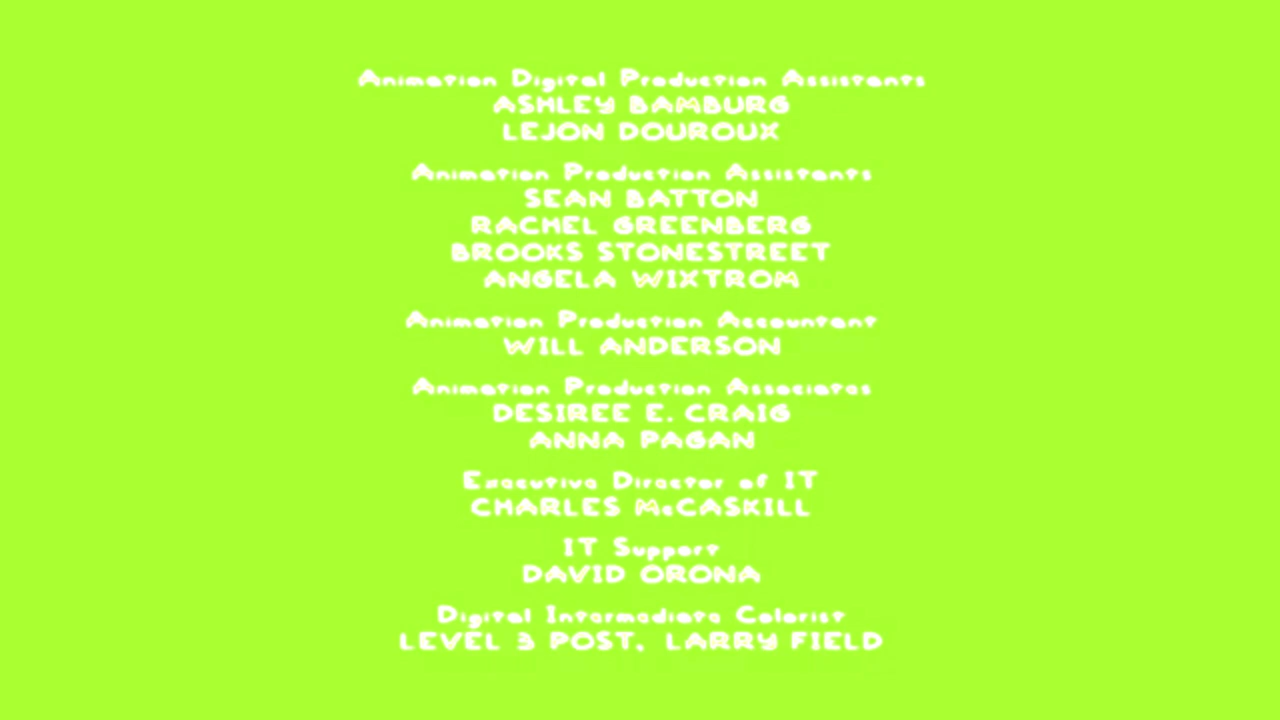 Animation Digital Production Assistants
ASHLEY BAMBURG
LEJON DOUROUX
Animation Production Assistants
SEAN BATTON
RACHEL GREENBERG
BROOKS STONESTREET
ANGELA WIXTROM
Animation Production Accountant
WILL ANDERSON
Animation Production Associates
DESIREE E. CRAIG
ANNA PAGAN
Executive Director of IT
CHARLES McCASKILL
IT Support
DAVID ORONA
Digital Intermediate Colorist
LEVEL 3 POST, LARRY FIELD